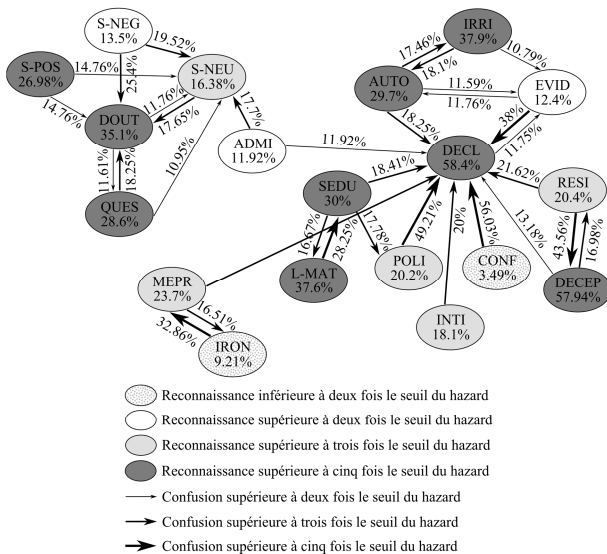 S-NEG
13.5%
19.52%
S-POS
26.98%
14.76%
25.4%
S-NEU
16.38%
14.76%
11.76%
17.65%
DOUT
35.1%
17.7%
ADMI
11.92%
11.92%
11.61%
18.25%
10.95%
QUES
28.6%
IRRI
37.9%
17.46%
18.1%
10.79%
AUTO
29.7%
11.59%
11.76%
EVID
12.4%
18.25%
38%
11.75%
DECL
58.4%
SEDU
30%
18.41%
21.62%
RESI
20.4%
16.67%
28.25%
17.78%
49.21%
20%
56.03%
13.18%
43.56%
16.98%
L-MAT
37.6%
POLI
20.2%
CONF
3.49%
DECEP
57.94%
MEPR
23.7%
16.51%
32.86%
IRON
9.21%
INTI
18.1%
Reconnaissance inférieure à deux fois le seuil du hazard
Reconnaissance supérieure à deux fois le seuil du hazard
Reconnaissance supérieure à trois fois le seuil du hazard
Reconnaissance supérieure à cinq fois le seuil du hazard
Confusion supérieure à deux fois le seuil du hazard
Confusion supérieure à trois fois le seuil du hazard
Confusion supérieure à cinq fois le seuil du hazard